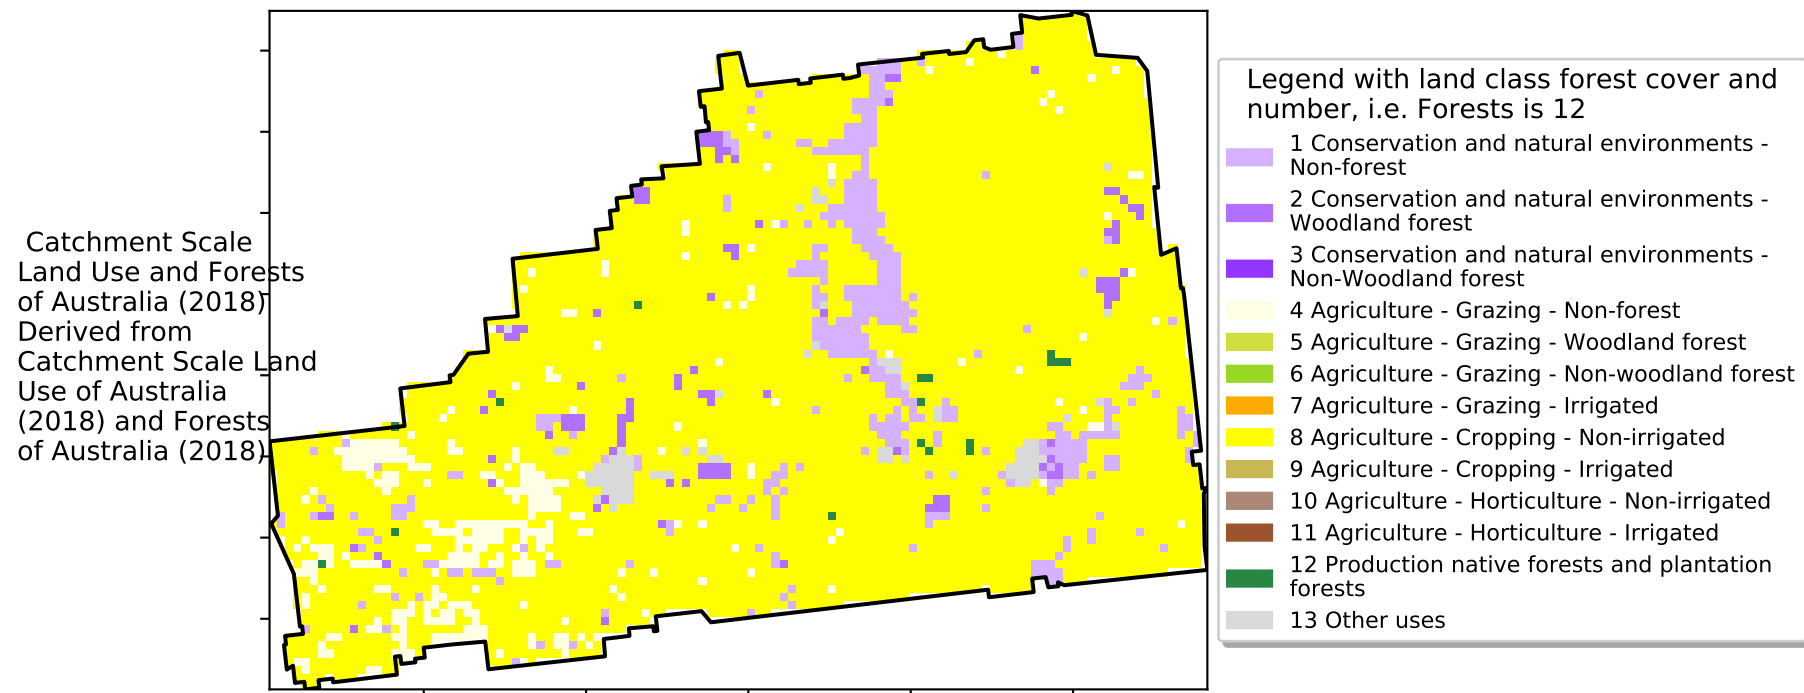 Catchment Scale
Land Use and Forests
of Australia (2018)
Derived from
Catchment Scale Land
Use of Australia
(2018) and Forests
of Australia (2018)
Legend with land class forest cover and
number, i.e. Forests is 12
1 Conservation and natural environments -
Non-forest
2 Conservation and natural environments -
Woodland forest
3 Conservation and natural environments -
Non-Woodland forest
4 Agriculture - Grazing - Non-forest
5 Agriculture - Grazing - Woodland forest
6 Agriculture - Grazing - Non-woodland forest
7 Agriculture - Grazing - Irrigated
8 Agriculture - Cropping - Non-irrigated
9 Agriculture - Cropping - Irrigated
10 Agriculture - Horticulture - Non-irrigated
11 Agriculture - Horticulture - Irrigated
12 Production native forests and plantation
forests
13 Other uses